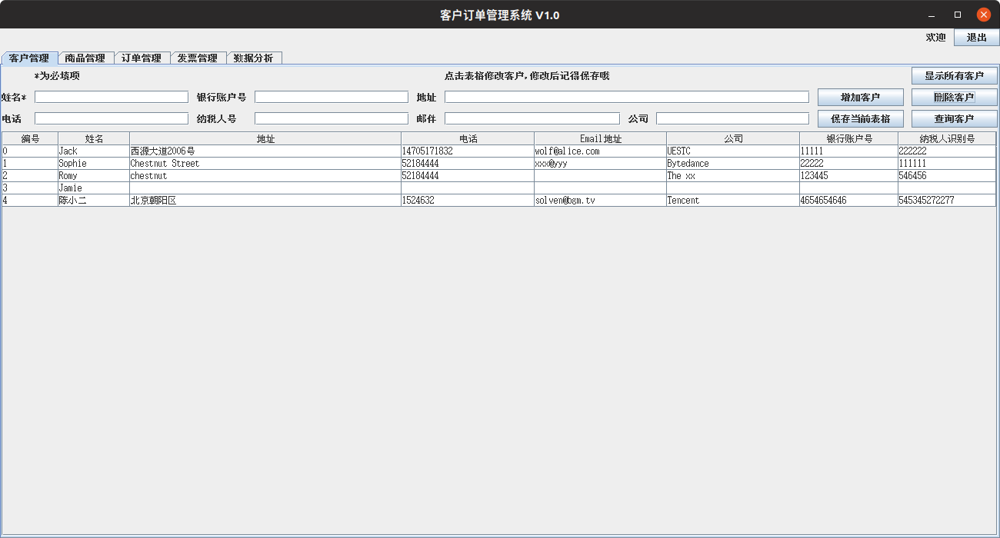 客户订单管理系统 V1.0
欢迎 退出
客户管理 商品管理 订单管理 发票管理 数据分析
*为必填项 点击表格修改客户,修改后记得保存哦 显示所有客户
姓名* 银行账户号 地址 增加客户 删除客户
电话 纳税人号 邮件 公司 保存当前表格 查询客户
编号 姓名 地址 电话 Email地址 公司 银行账户号 纳税人识别号
0 Jack 西源大道2006号 14705171832 wolf@alice.com UESTC 11111 222222
1 Sophie Chestnut Street 52184444 xxx@yyy Bytedance 22222 111111
2 Romy chestnut 52184444 The xx 123445 546456
3 Jamie
4 陈小二 北京朝阳区 1524632 solven@bgm.tv Tencent 4654654646 545345272277